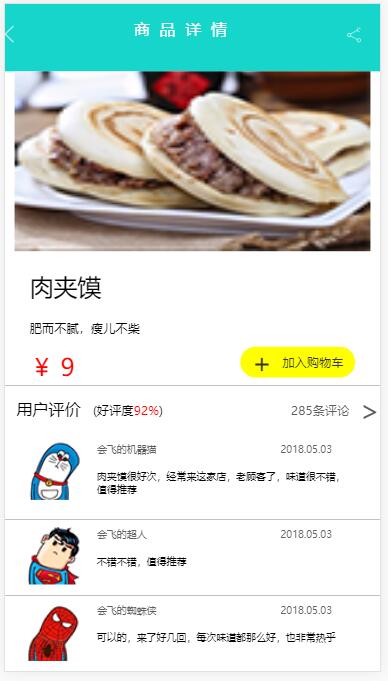 商品详情
肉夹馍
肥而不腻，瘦儿不柴
￥ 9
+ 加入购物车
用户评价 (好评度92%) 285条评论 >
会飞的机器猫 2018.05.03
肉夹馍很好次，经常来这家店，老顾客了，味道很不错，
值得推荐
会飞的超人 2018.05.03
不错不错，值得推荐
会飞的蜘蛛侠 2018.05.03
可以的，来了好几回，每次味道都那么好，也非常热乎